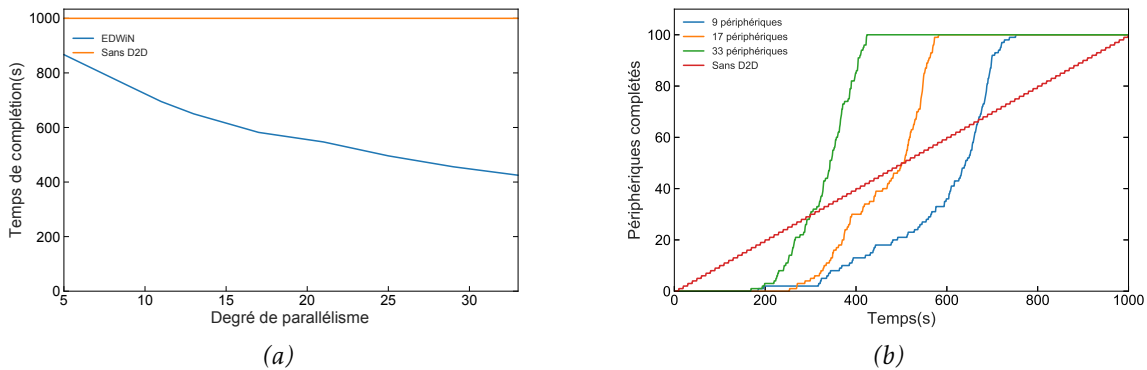 1000
800
600
400
200
0
5
10
15
20
25
30
Temps de complétion(s)
Degré de parallélisme
EDWiN
Sans D2D
(a)
100
80
60
40
20
0
0
200
400
600
800
1000
Périphériques complétés
Temps(s)
9 périphériques
17 périphériques
33 périphériques
Sans D2D
(b)